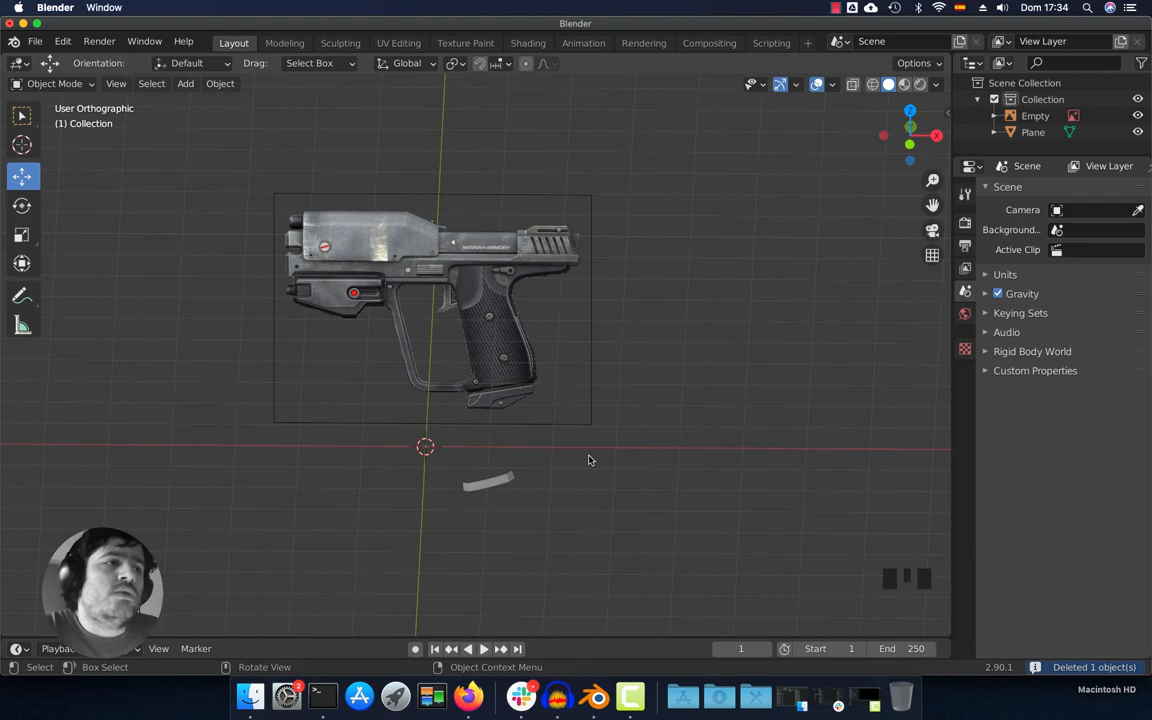 Blender Window Dom 17:34
Blender
File Edit Render Window Help Layout Modeling Sculpting UV Editing Texture Paint Shading Animation Rendering Compositing Scripting + Scene View Layer
Orientation: Default Drag: Select Box Global Options
Object Mode View Select Add Object
User Orthographic
(1) Collection
Scene Collection
Collection
Empty
Plane
Scene View Layer
Scene
Camera
Background...
Active Clip
Units
Gravity
Keying Sets
Audio
Rigid Body World
Custom Properties
X
Z
Playba View Marker 1 Start 1 End 250
Select Box Select Rotate View Object Context Menu 2.90.1 Deleted 1 object(s)
2
Macintosh HD